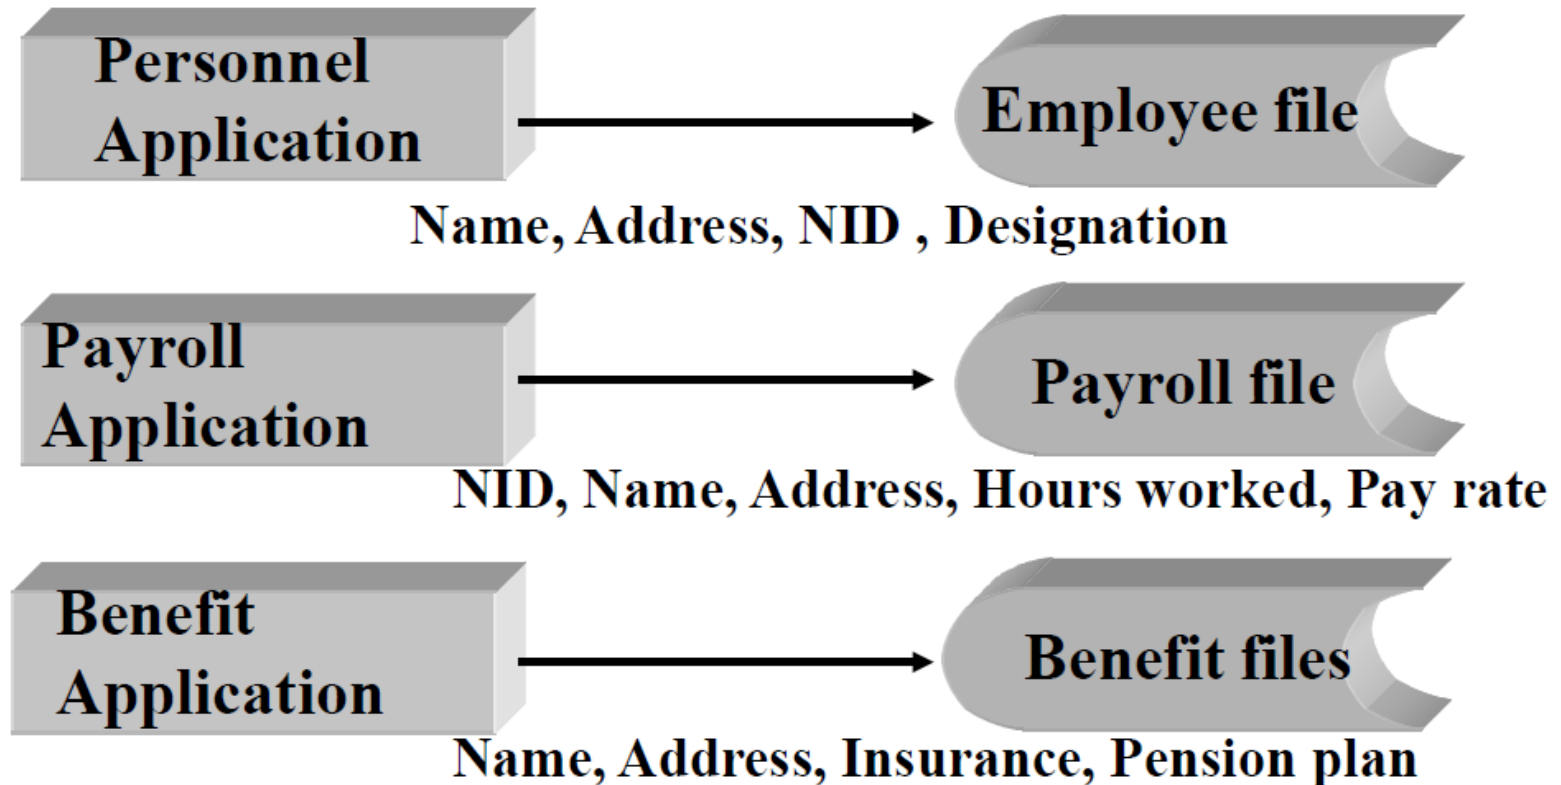 Personnel
Application
Employee file
Name, Address, NID , Designation
Payroll
Application
Payroll file
NID, Name, Address, Hours worked, Pay rate
Benefit
Application
Benefit files
Name, Address, Insurance, Pension plan